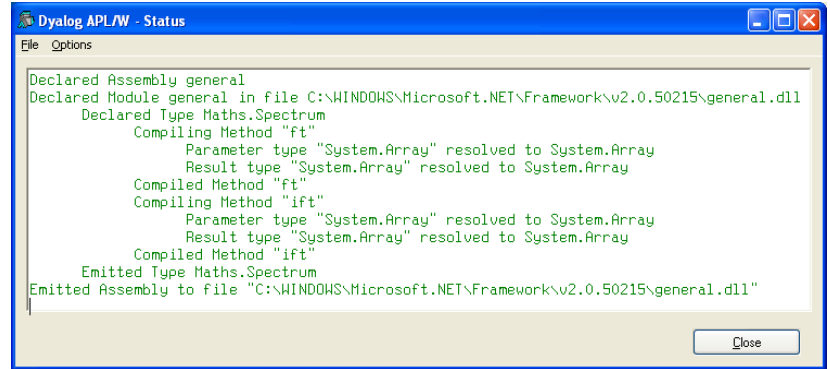 Dyalog APL/W - Status
File Options
Declared Assembly general
Declared Module general in file C:\WINDOWS\Microsoft.NET\Framework\v2.0.50215\general.dll
Declared Type Maths.Spectrum
Compiling Method "ft"
Parameter type "System.Array" resolved to System.Array
Result type "System.Array" resolved to System.Array
Compiled Method "ft"
Compiling Method "ift"
Parameter type "System.Array" resolved to System.Array
Result type "System.Array" resolved to System.Array
Compiled Method "ift"
Emitted Type Maths.Spectrum
Emitted Assembly to file "C:\WINDOWS\Microsoft.NET\Framework\v2.0.50215\general.dll"
Close